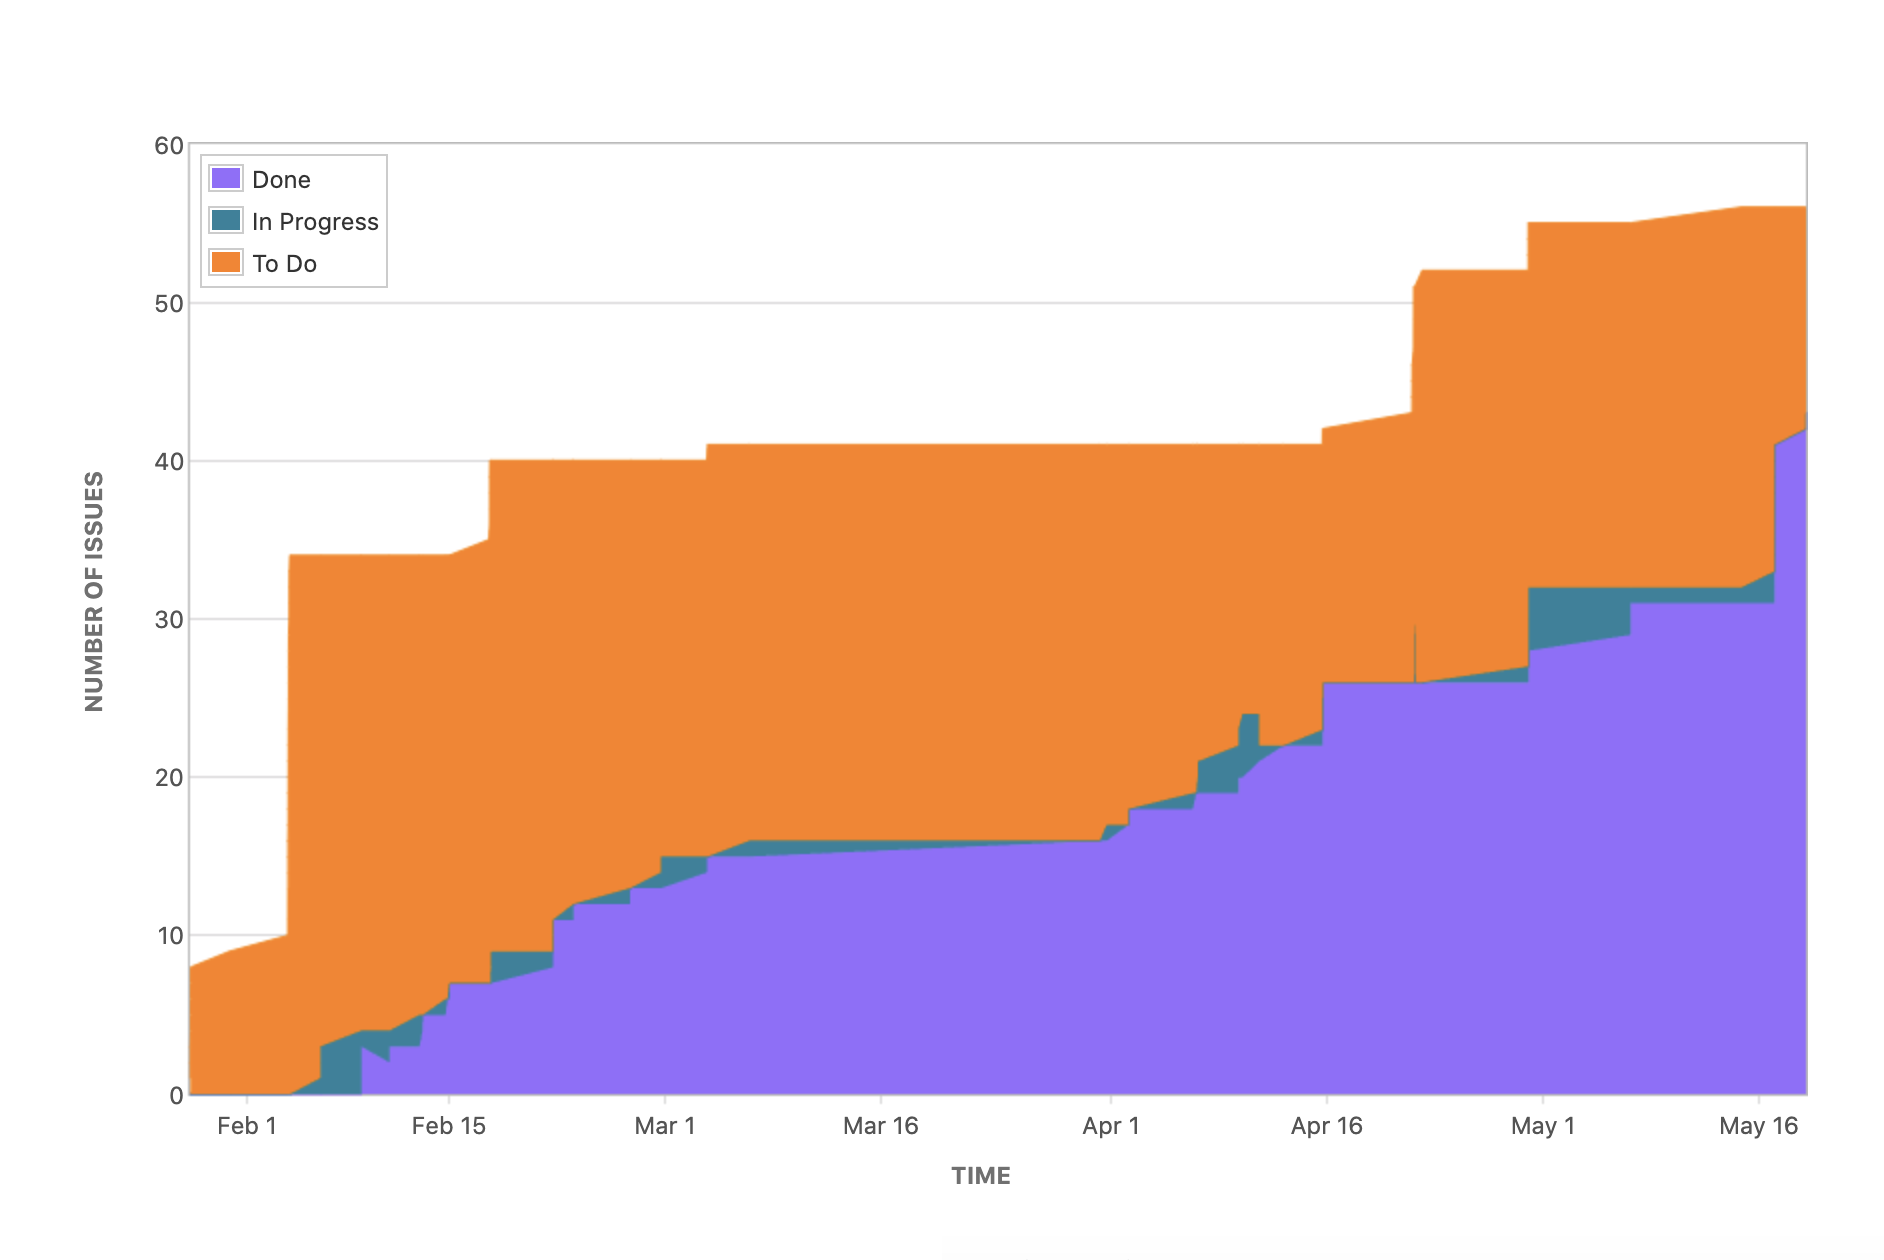 60
Done
In Progress
To Do
50
40
30
20
10
0
NUMBER OF ISSUES
Feb 1 Feb 15 Mar 1 Mar 16 Apr 1 Apr 16 May 1 May 16
TIME